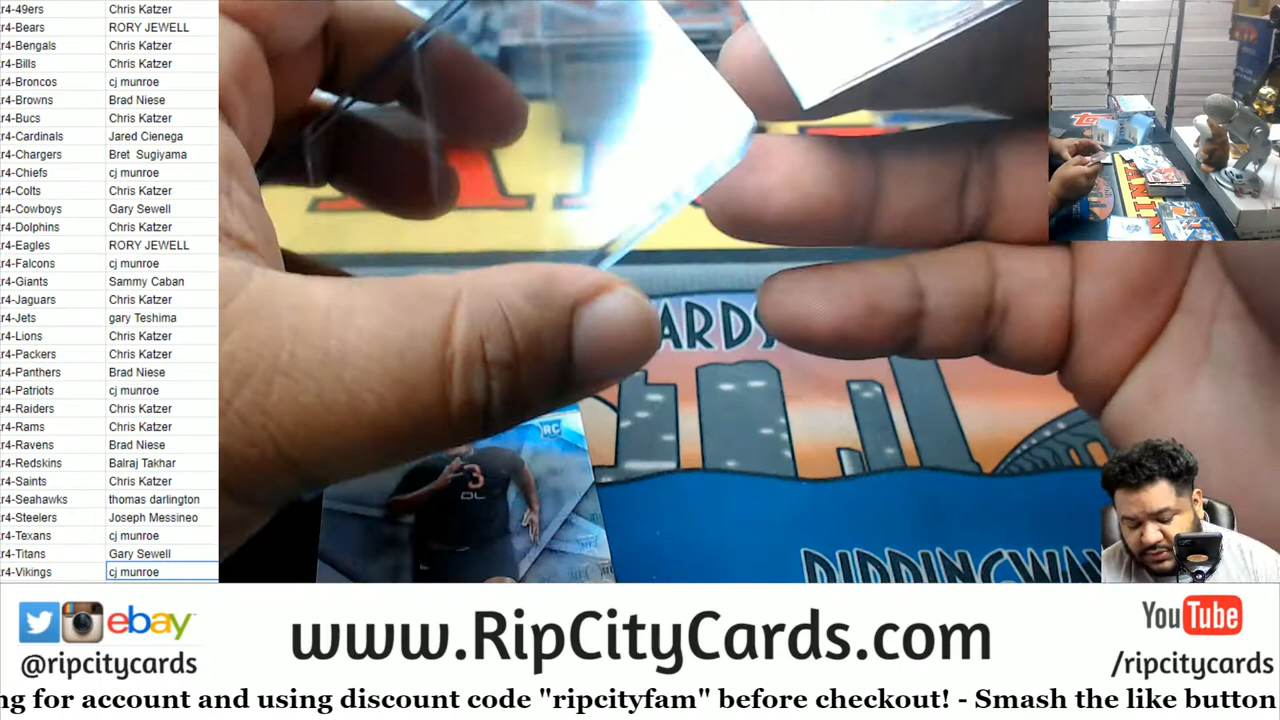 r4-49ers Chris Katzer
r4-Bears RORY JEWELL
r4-Bengals Chris Katzer
r4-Bills Chris Katzer
r4-Broncos cj munroe
r4-Browns Brad Niese
r4-Bucs Chris Katzer
r4-Cardinals Jared Cienega
r4-Chargers Bret Sugiyama
r4-Chiefs cj munroe
r4-Colts Chris Katzer
r4-Cowboys Gary Sewell
r4-Dolphins Chris Katzer
r4-Eagles RORY JEWELL
r4-Falcons cj munroe
r4-Giants Sammy Caban
r4-Jaguars Chris Katzer
r4-Jets gary Teshima
r4-Lions Chris Katzer
r4-Packers Chris Katzer
r4-Panthers Brad Niese
r4-Patriots cj munroe
r4-Raiders Chris Katzer
r4-Rams Chris Katzer
r4-Ravens Brad Niese
r4-Redskins Balraj Takhar
r4-Saints Chris Katzer
r4-Seahawks thomas darlington
r4-Steelers Joseph Messineo
r4-Texans cj munroe
r4-Titans Gary Sewell
r4-Vikings cj munroe
ARDS
RC
3
OL
RIPPINGWAX
PANINI
ebay
@ripcitycards
www.RipCityCards.com
YouTube
/ripcitycards
ng for account and using discount code "ripcityfam" before checkout! - Smash the like button